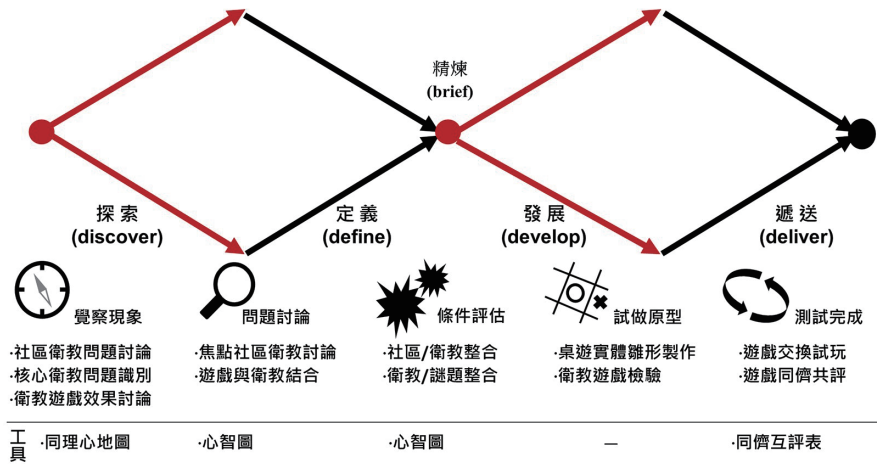 精煉
(brief)
探索
(discover)
定義
(define)
發展
(develop)
遞送
(deliver)
覺察現象
問題討論
條件評估
試做原型
測試完成
·社區衛教問題討論
·核心衛教問題識別
·衛教遊戲效果討論
·焦點社區衛教討論
·遊戲與衛教結合
·社區/衛教整合
·衛教/謎題整合
·桌遊實體雛形製作
·衛教遊戲檢驗
·遊戲交換試玩
·遊戲同儕共評
工具
·同理心地圖
·心智圖
·心智圖
—
·同儕互評表